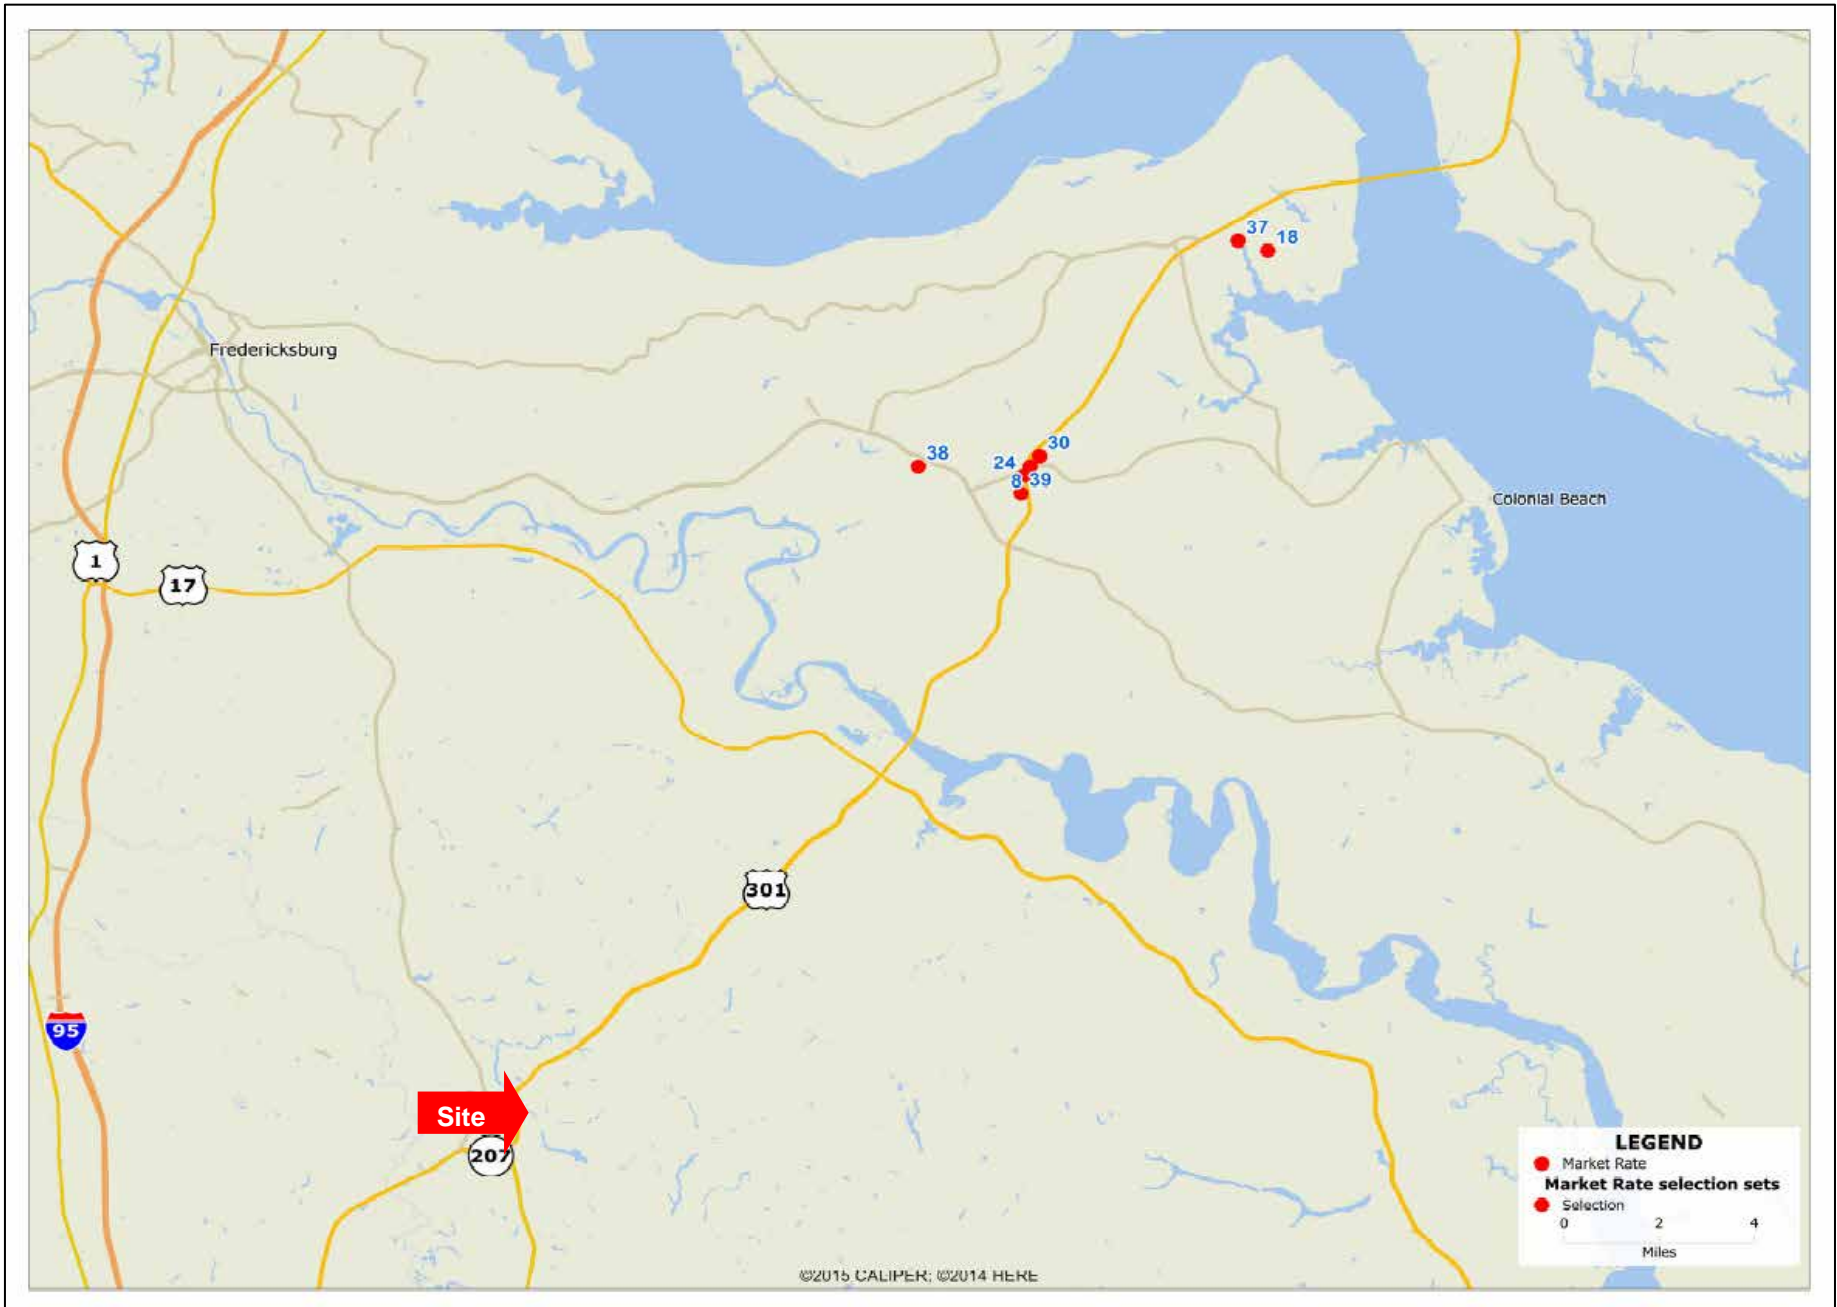 37
18
Fredericksburg
30
38
24
8 39
Colonial Beach
1
17
301
95
Site
207
LEGEND
Market Rate
Market Rate selection sets
Selection
0 2 4
Miles
©2015 CALIPER; ©2014 HERE